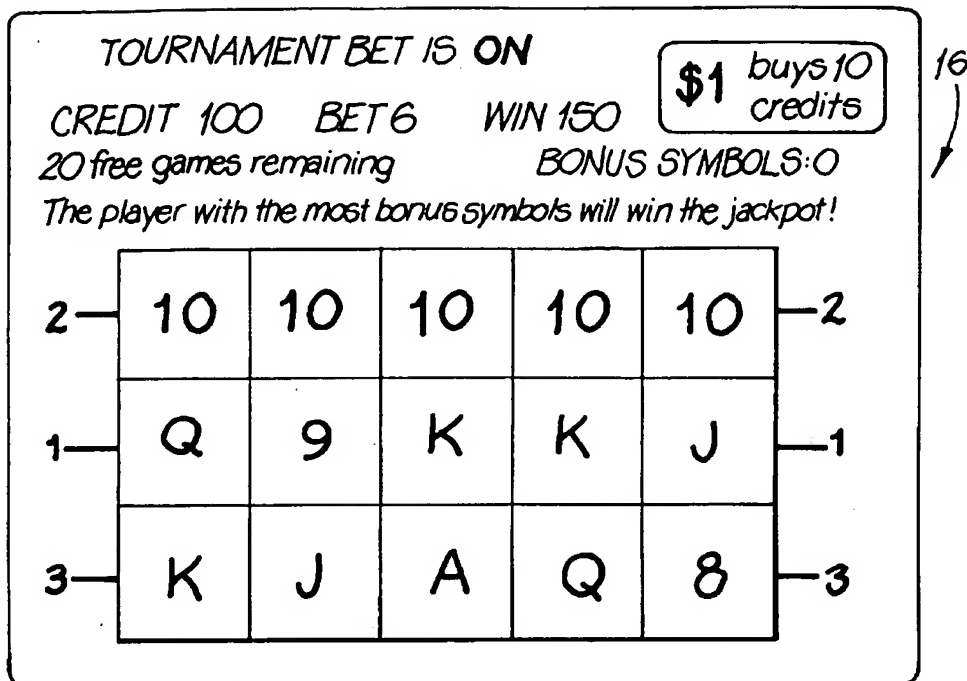 TOURNAMENT BET IS ON
$1 buys 10 credits
16
CREDIT 100 BET 6 WIN 150
20 free games remaining BONUS SYMBOLS:0
The player with the most bonus symbols will win the jackpot!
2 10 10 10 10 10 2
1 Q 9 K K J 1
3 K J A Q 8 3